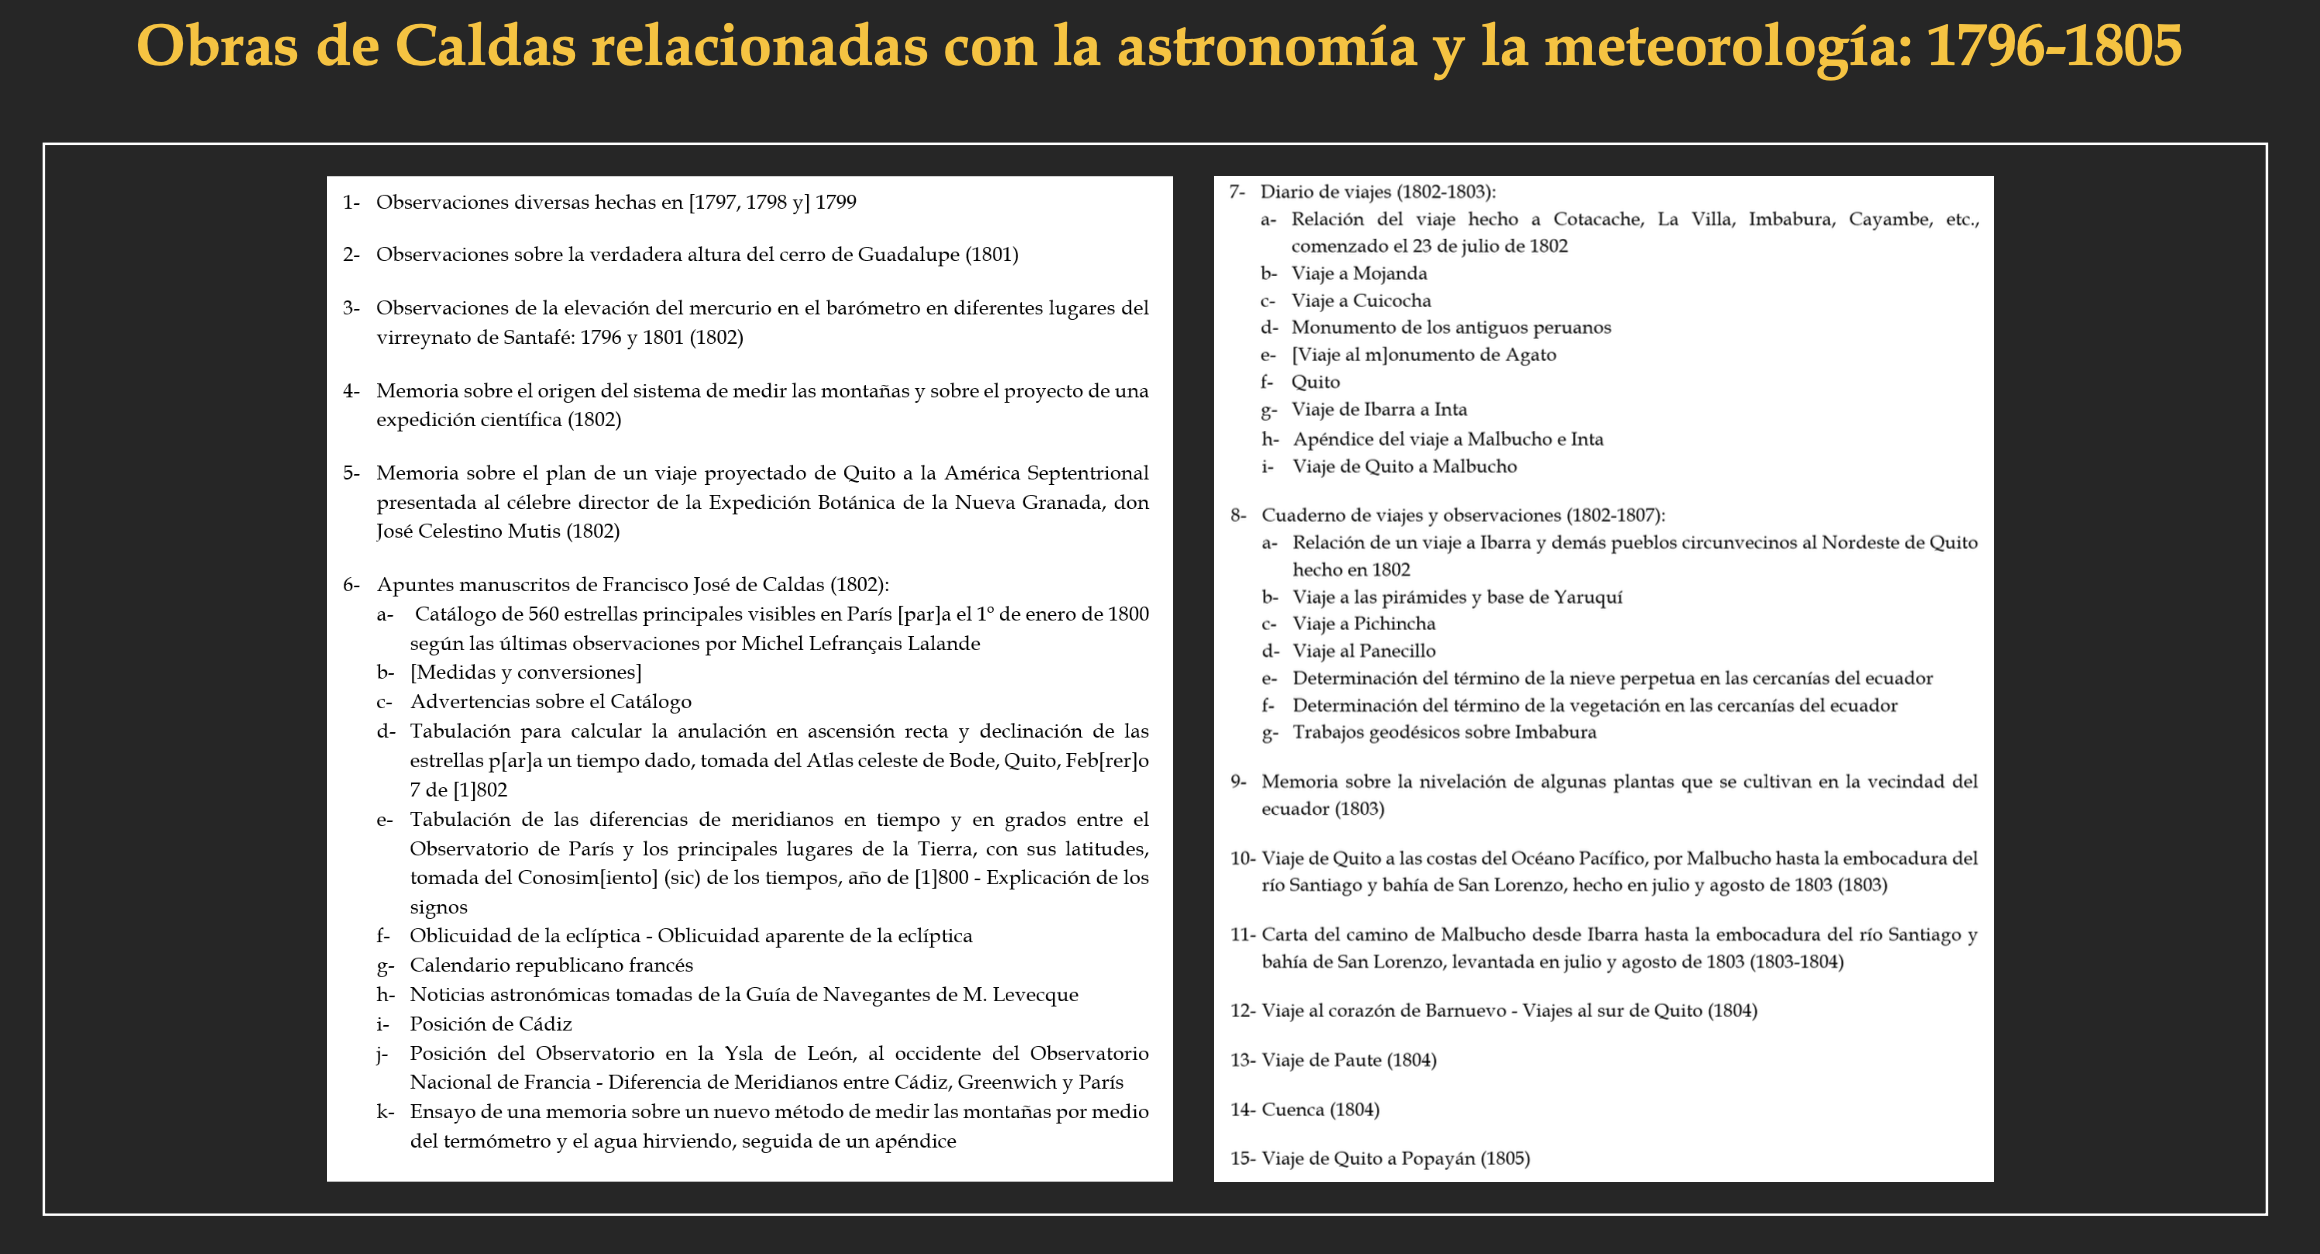 Obras de Caldas relacionadas con la astronomía y la meteorología: 1796-1805
1- Observaciones diversas hechas en [1797, 1798 y] 1799
2- Observaciones sobre la verdadera altura del cerro de Guadalupe (1801)
3- Observaciones de la elevación del mercurio en el barómetro en diferentes lugares del
virreynato de Santafé: 1796 y 1801 (1802)
4- Memoria sobre el origen del sistema de medir las montañas y sobre el proyecto de una
expedición científica (1802)
5- Memoria sobre el plan de un viaje proyectado de Quito a la América Septentrional
presentada al célebre director de la Expedición Botánica de la Nueva Granada, don
José Celestino Mutis (1802)
6- Apuntes manuscritos de Francisco José de Caldas (1802):
a- Catálogo de 560 estrellas principales visibles en París [par]a el 1º de enero de 1800
según las últimas observaciones por Michel Lefrançais Lalande
b- [Medidas y conversiones]
c- Advertencias sobre el Catálogo
d- Tabulación para calcular la anulación en ascensión recta y declinación de las
estrellas p[ar]a un tiempo dado, tomada del Atlas celeste de Bode, Quito, Feb[rer]o
7 de [1]802
e- Tabulación de las diferencias de meridianos en tiempo y en grados entre el
Observatorio de París y los principales lugares de la Tierra, con sus latitudes,
tomada del Conosim[iento] (sic) de los tiempos, año de [1]800 - Explicación de los
signos
f- Oblicuidad de la eclíptica - Oblicuidad aparente de la eclíptica
g- Calendario republicano francés
h- Noticias astronómicas tomadas de la Guía de Navegantes de M. Levecque
i- Posición de Cádiz
j- Posición del Observatorio en la Ysla de León, al occidente del Observatorio
Nacional de Francia - Diferencia de Meridianos entre Cádiz, Greenwich y París
k- Ensayo de una memoria sobre un nuevo método de medir las montañas por medio
del termómetro y el agua hirviendo, seguida de un apéndice
7- Diario de viajes (1802-1803):
a- Relación del viaje hecho a Cotacache, La Villa, Imbabura, Cayambe, etc.,
comenzado el 23 de julio de 1802
b- Viaje a Mojanda
c- Viaje a Cuicocha
d- Monumento de los antiguos peruanos
e- [Viaje al m]onumento de Agato
f- Quito
g- Viaje de Ibarra a Inta
h- Apéndice del viaje a Malbucho e Inta
i- Viaje de Quito a Malbucho
8- Cuaderno de viajes y observaciones (1802-1807):
a- Relación de un viaje a Ibarra y demás pueblos circunvecinos al Nordeste de Quito
hecho en 1802
b- Viaje a las pirámides y base de Yaruquí
c- Viaje a Pichincha
d- Viaje al Panecillo
e- Determinación del término de la nieve perpetua en las cercanías del ecuador
f- Determinación del término de la vegetación en las cercanías del ecuador
g- Trabajos geodésicos sobre Imbabura
9- Memoria sobre la nivelación de algunas plantas que se cultivan en la vecindad del
ecuador (1803)
10- Viaje de Quito a las costas del Océano Pacífico, por Malbucho hasta la embocadura del
río Santiago y bahía de San Lorenzo, hecho en julio y agosto de 1803 (1803)
11- Carta del camino de Malbucho desde Ibarra hasta la embocadura del río Santiago y
bahía de San Lorenzo, levantada en julio y agosto de 1803 (1803-1804)
12- Viaje al corazón de Barnuevo - Viajes al sur de Quito (1804)
13- Viaje de Paute (1804)
14- Cuenca (1804)
15- Viaje de Quito a Popayán (1805)